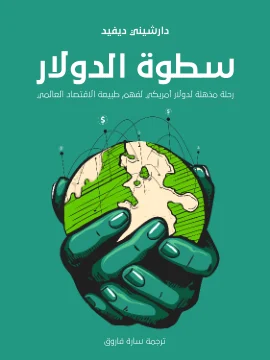 دارشيني ديفيد
سطوة الدولار
رحلة مذهلة لدولار أمريكي لفهم طبيعة الاقتصاد العالمي
$
ترجمة سارة فاروق